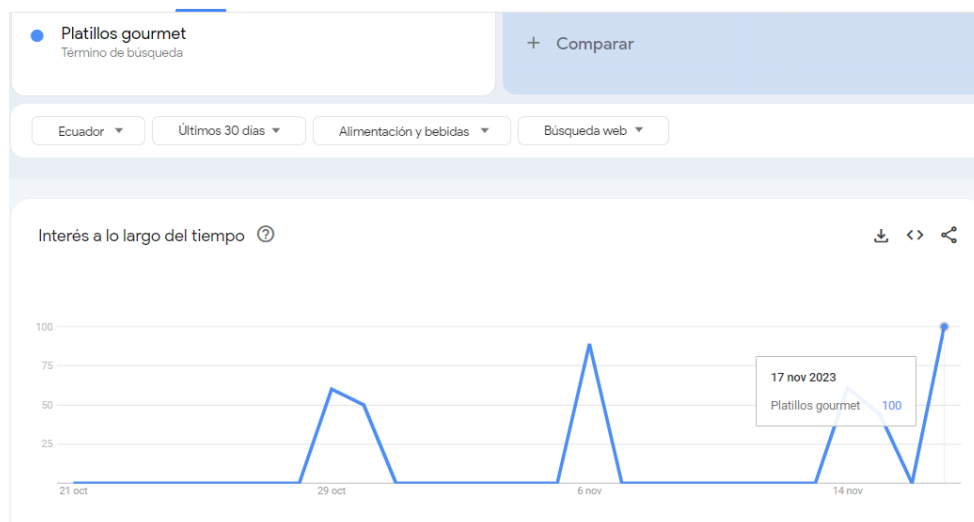 Platillos gourmet
Término de búsqueda
+ Comparar
Ecuador
Últimos 30 días
Alimentación y bebidas
Búsqueda web
Interés a lo largo del tiempo
100
75
50
25
17 nov 2023
Platillos gourmet 100
21 oct
29 oct
6 nov
14 nov